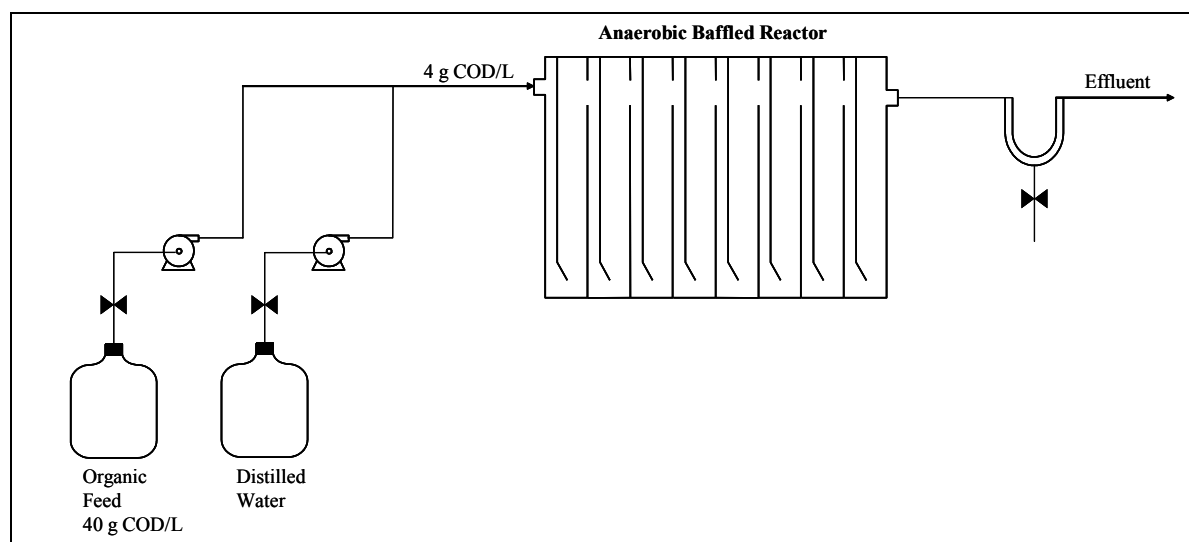 Anaerobic Baffled Reactor
4 g COD/L
Effluent
Organic
Feed
40 g COD/L
Distilled
Water